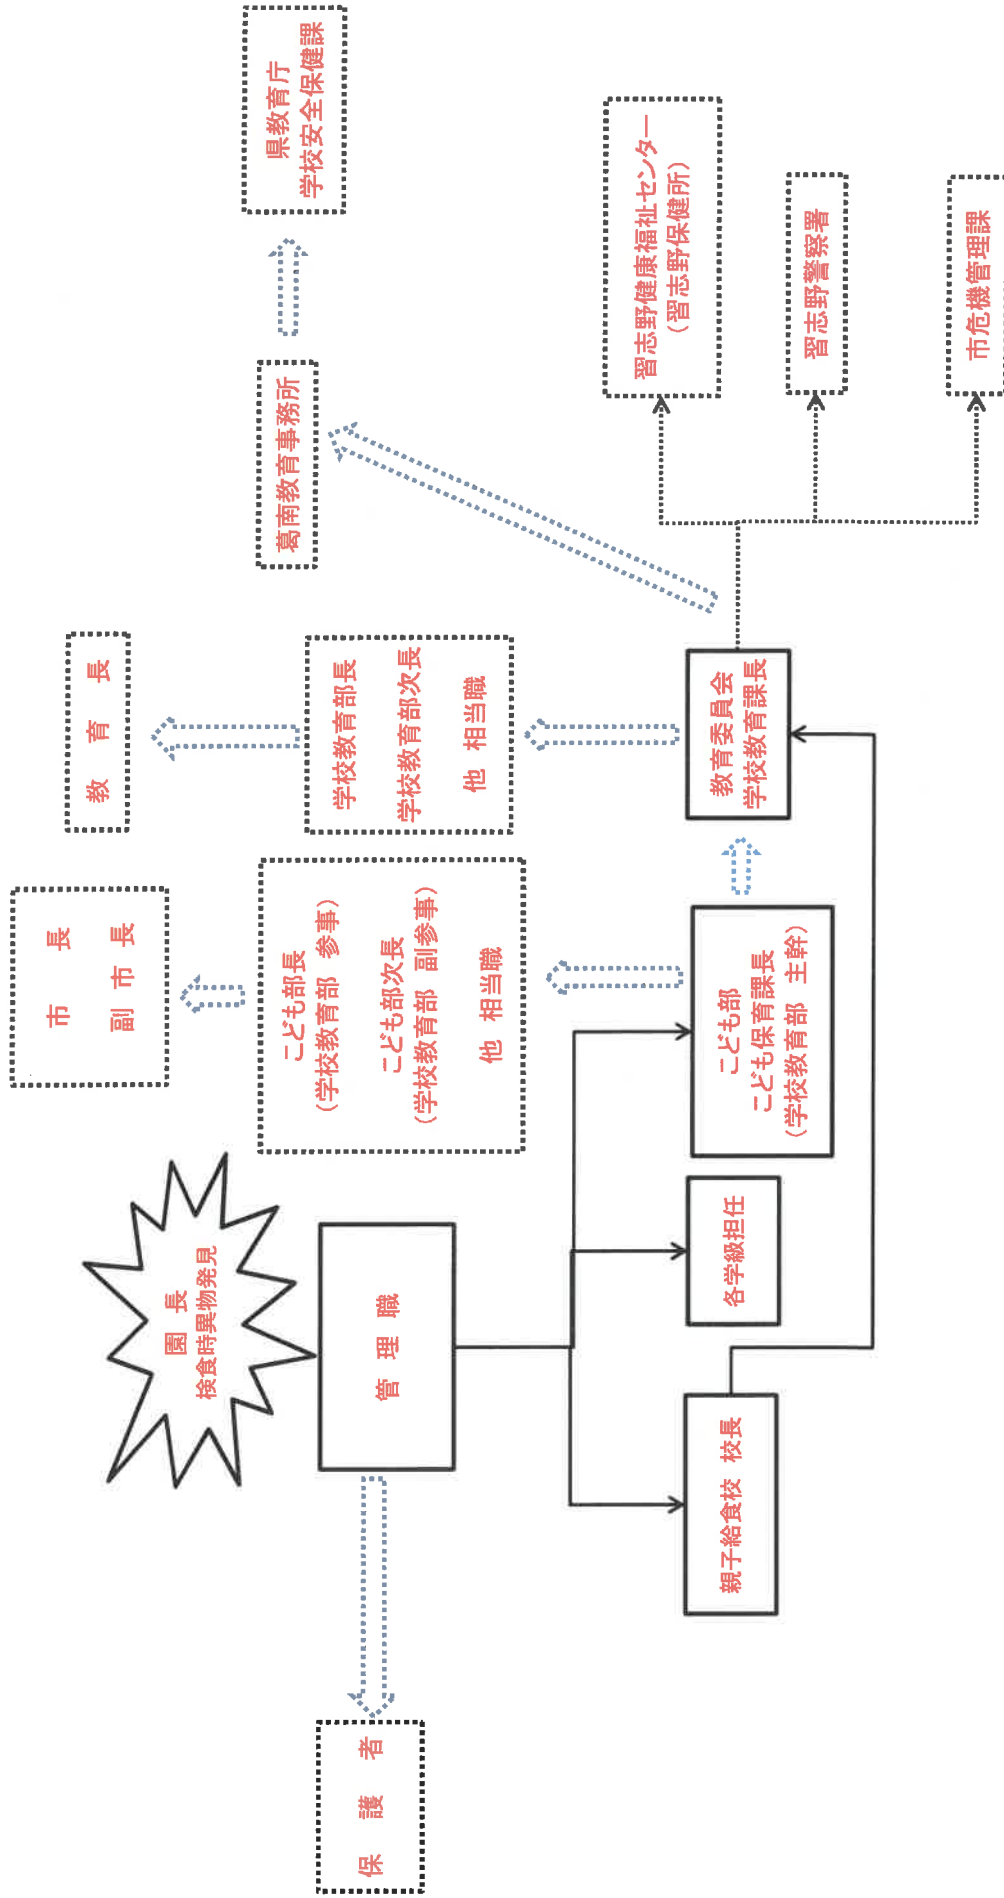 園　長
検食時異物発見
管　理　職
保　護　者
親子給食校 校長
各学級担任
こども部
こども保育課長
（学校教育部　主幹）
こども部長
（学校教育部　参事）
こども部次長
（学校教育部　副参事）
他　相当職
市　　　長
副　市　長
教育委員会
学校教育課長
学校教育部長
学校教育部次長
他　相当職
教　育　長
葛南教育事務所
県教育庁
学校安全保健課
習志野健康福祉センター
（習志野保健所）
習志野警察署
市危機管理課